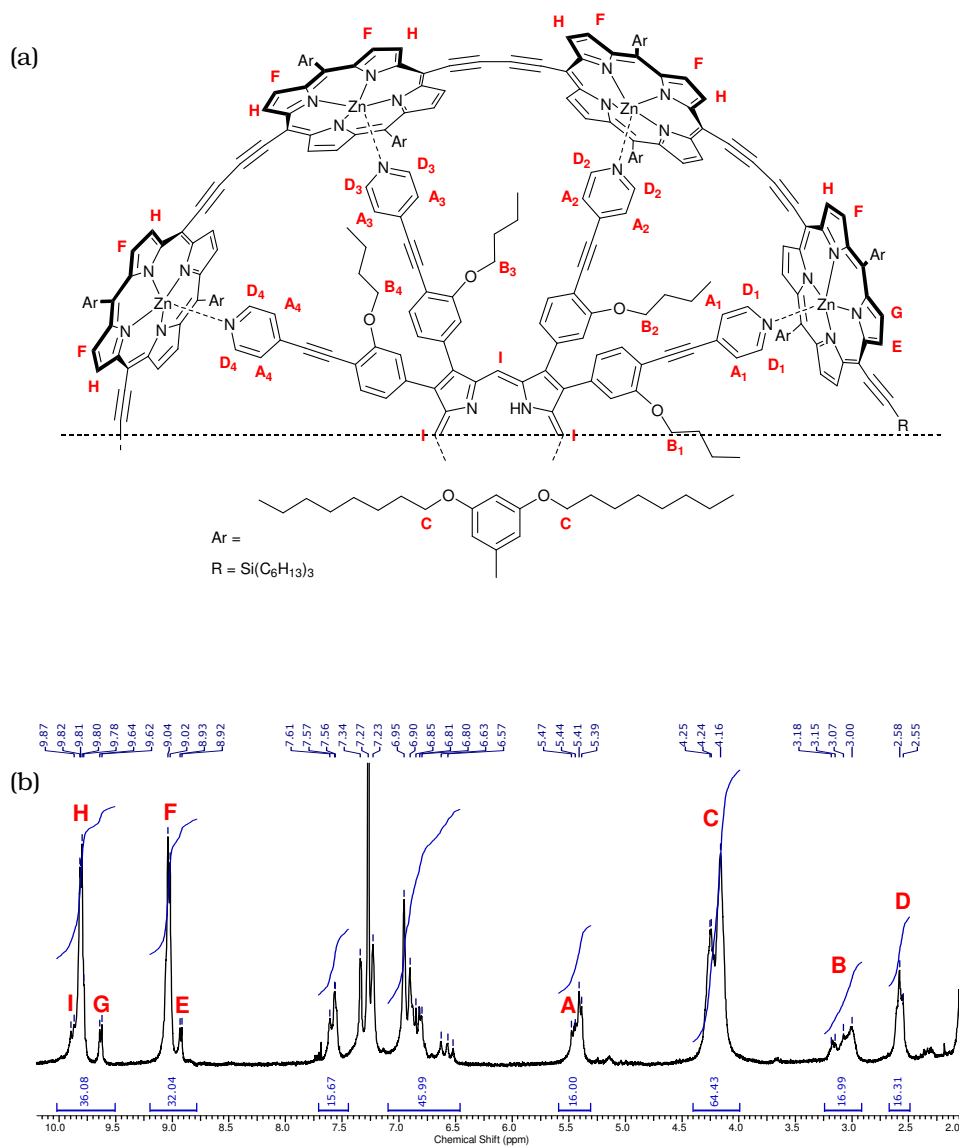 (a)
F
H
Ar
F
H
N
N
N
N
Zn
Ar
H
F
Ar
H
N
N
N
N
Zn
Ar
D3
N
D3
A3
A3
D2
N
D2
A2
A2
H
F
Ar
N
N
N
N
Zn
Ar
G
E
H
F
Ar
N
N
N
N
Zn
Ar
F
H
B4
O
O
B3
D4
N
A4
D4
A4
O
B2
A1
D1
N
A1
D1
I
N
HN
O
B1
R
I
I
O
O
C
C
Ar =
R = Si(C6H13)3
9.87
9.82
9.81
9.80
9.78
9.64
9.62
9.04
9.02
8.93
8.92
7.61
7.57
7.56
7.34
7.27
7.23
6.95
6.90
6.85
6.81
6.80
6.63
6.57
5.47
5.44
5.41
5.39
4.25
4.24
4.16
3.18
3.15
3.07
3.00
2.58
2.55
(b)
H
F
C
D
B
I
G
E
A
36.08
32.04
15.67
45.99
16.00
64.43
16.99
16.31
10.0 9.5 9.0 8.5 8.0 7.5 7.0 6.5 6.0 5.5 5.0 4.5 4.0 3.5 3.0 2.5 2.0
Chemical Shift (ppm)